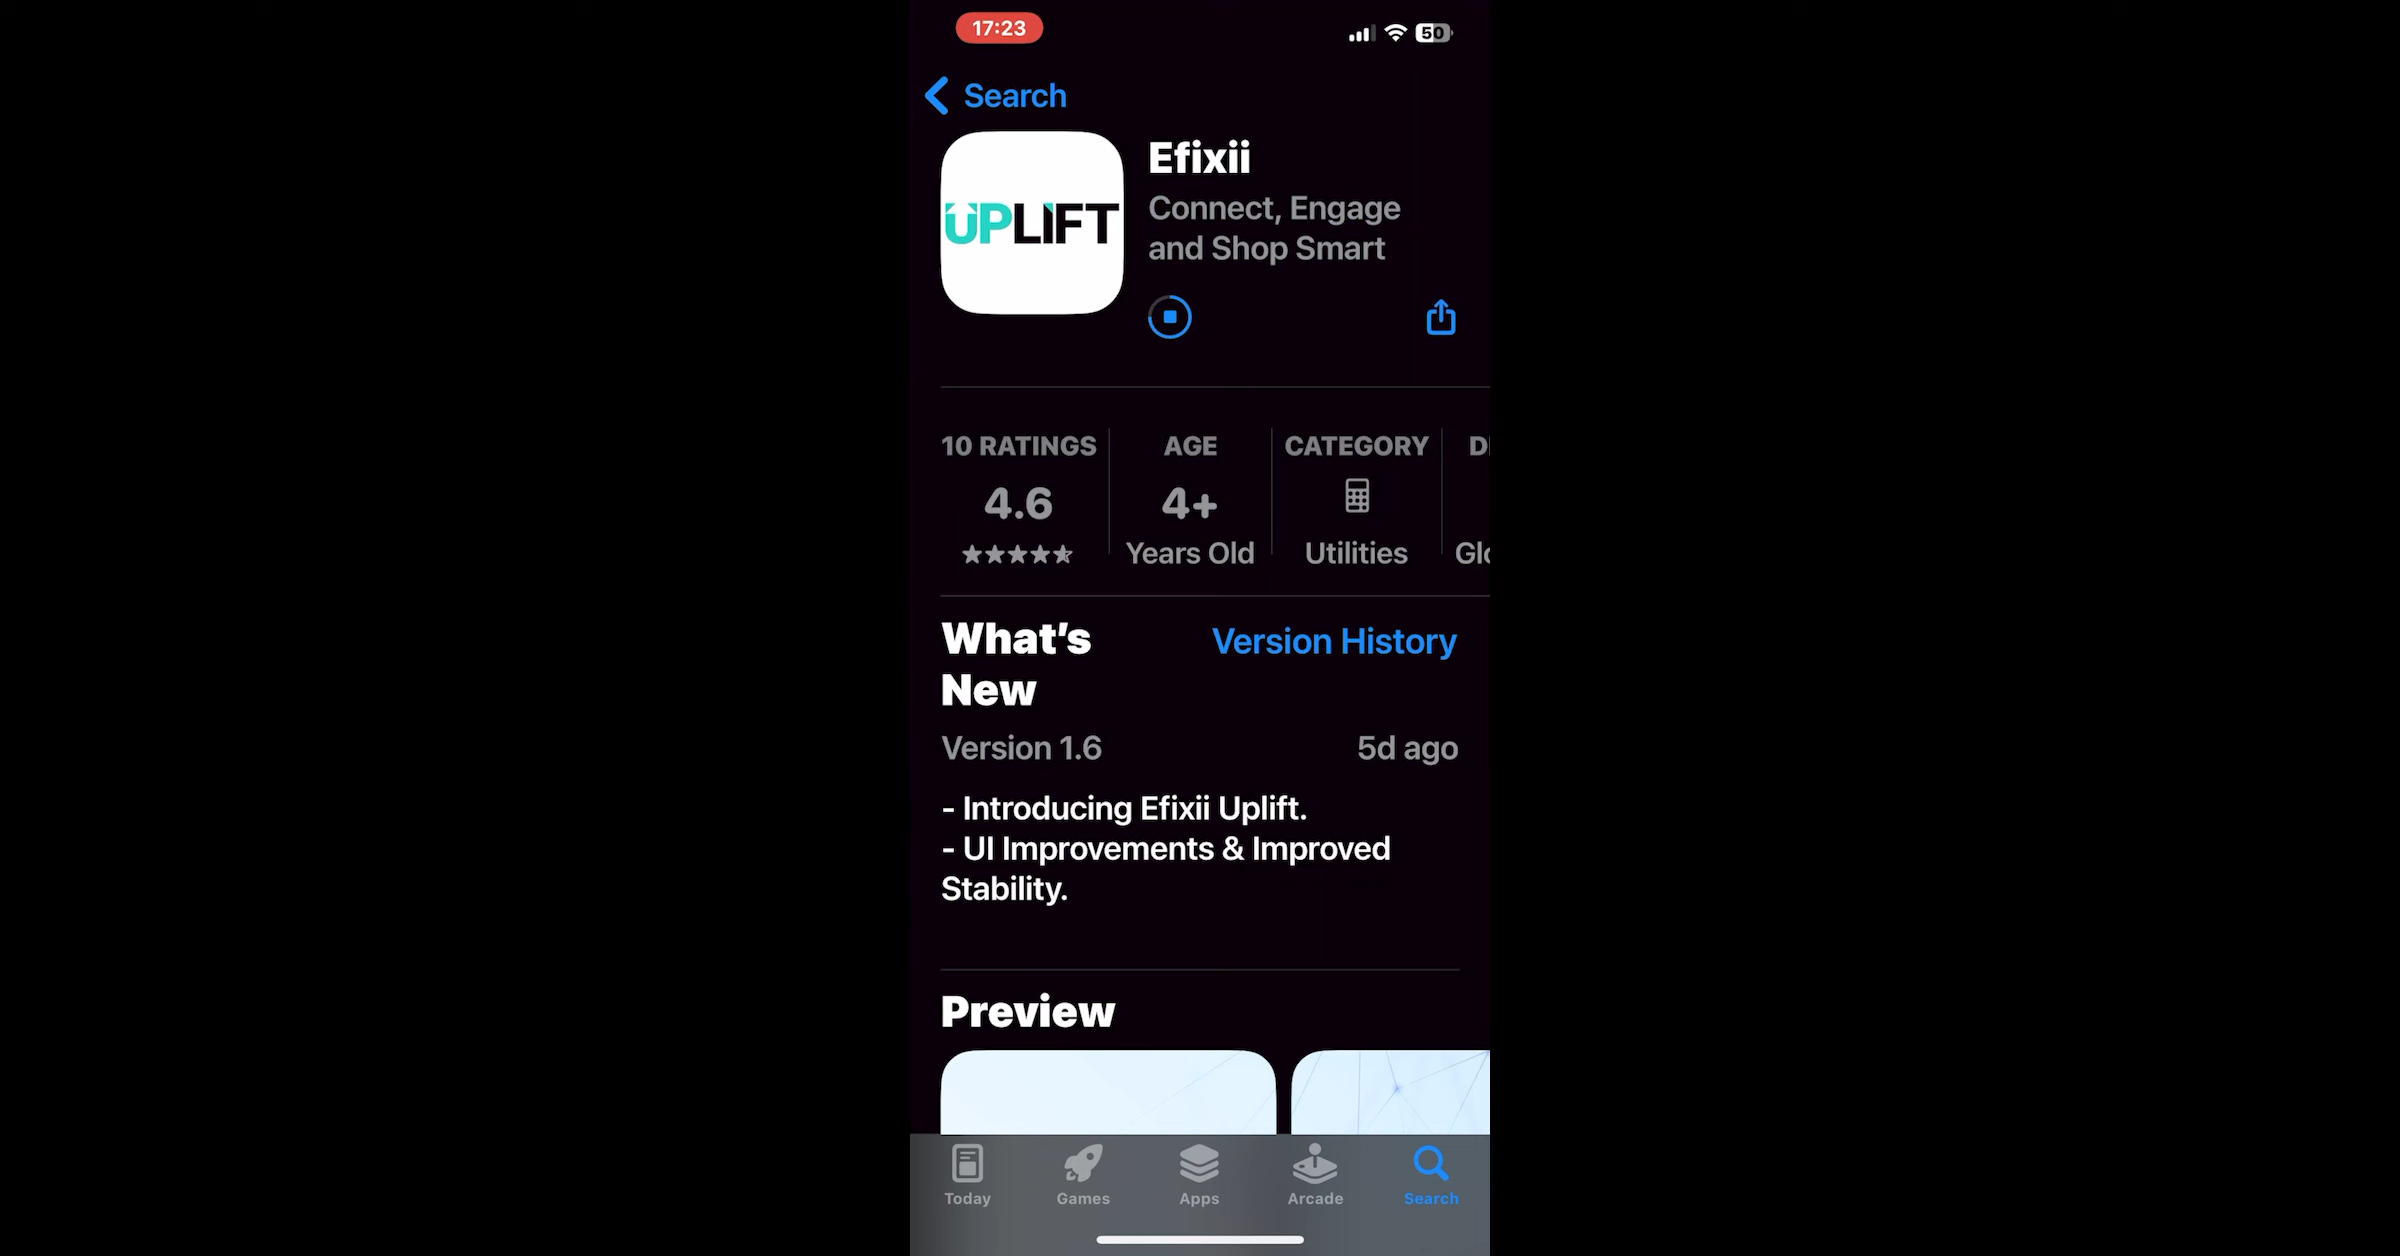 17:23
50
Search
UPLIFT
Efixii
Connect, Engage
and Shop Smart
10 RATINGS
4.6
AGE
4+
Years Old
CATEGORY
Utilities
What's
New
Version History
Version 1.6
5d ago
- Introducing Efixii Uplift.
- UI Improvements & Improved
Stability.
Preview
Today
Games
Apps
Arcade
Search